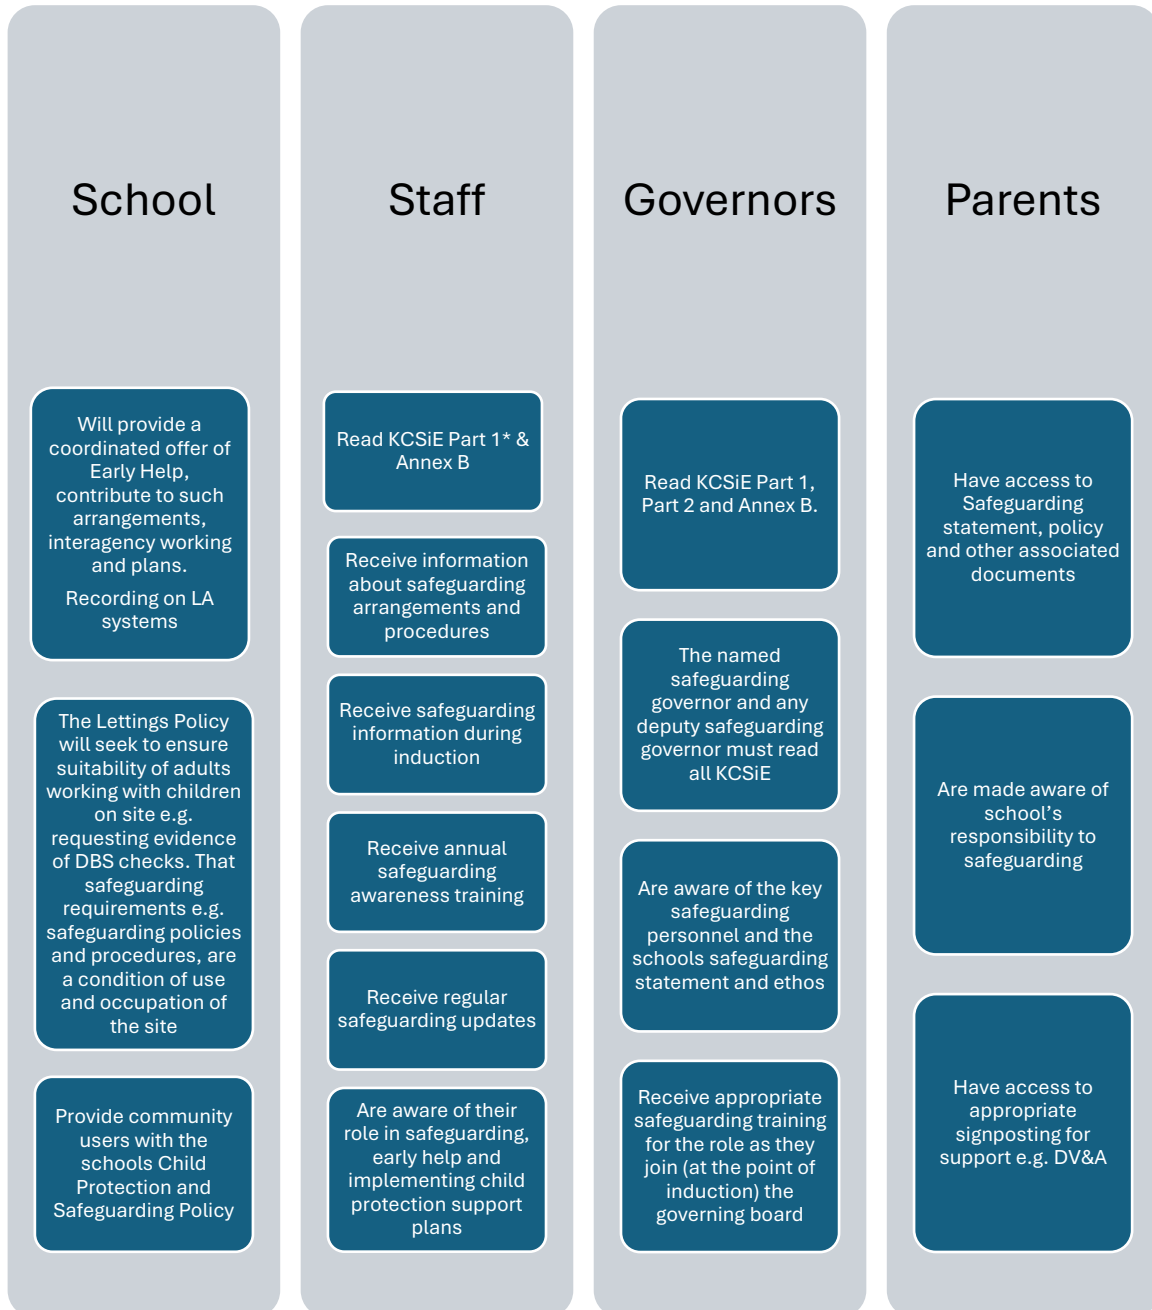 School
Will provide a
coordinated offer of
Early Help,
contribute to such
arrangements,
interagency working
and plans.
Recording on LA
systems
The Lettings Policy
will seek to ensure
suitability of adults
working with children
on site e.g.
requesting evidence
of DBS checks. That
safeguarding
requirements e.g.
safeguarding policies
and procedures, are
a condition of use
and occupation of
the site
Provide community
users with the
schools Child
Protection and
Safeguarding Policy
Staff
Read KCSiE Part 1* &
Annex B
Receive information
about safeguarding
arrangements and
procedures
Receive safeguarding
information during
induction
Receive annual
safeguarding
awareness training
Receive regular
safeguarding updates
Are aware of their
role in safeguarding,
early help and
implementing child
protection support
plans
Governors
Read KCSiE Part 1,
Part 2 and Annex B.
The named
safeguarding
governor and any
deputy safeguarding
governor must read
all KCSiE
Are aware of the key
safeguarding
personnel and the
schools safeguarding
statement and ethos
Receive appropriate
safeguarding training
for the role as they
join (at the point of
induction) the
governing board
Parents
Have access to
Safeguarding
statement, policy
and other associated
documents
Are made aware of
school’s
responsibility to
safeguarding
Have access to
appropriate
signposting for
support e.g. DV&A